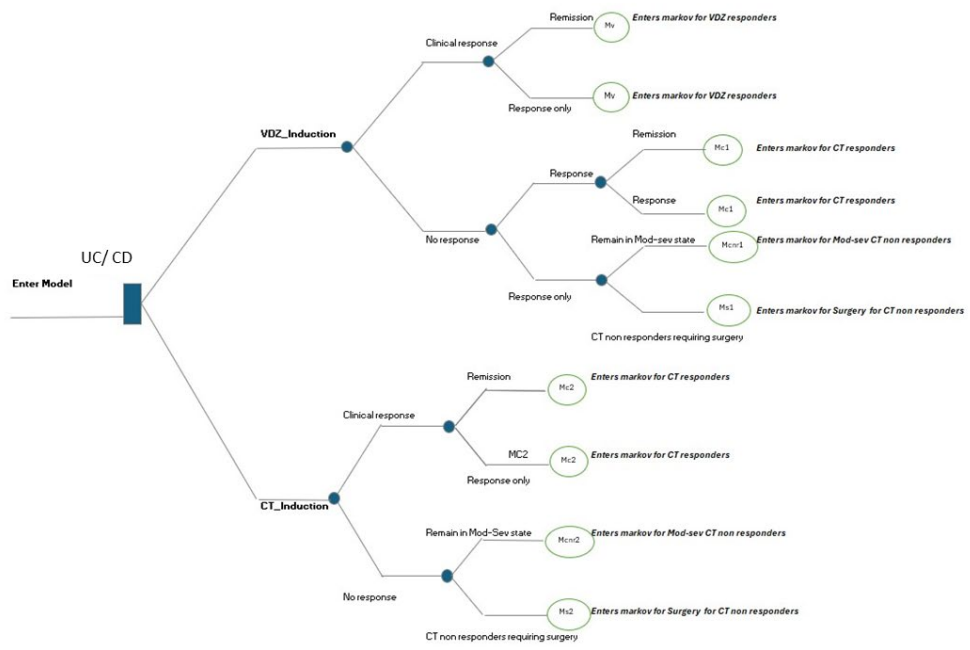 Remission
Mv
Enters markov for VDZ responders
Clinical response
Mv
Enters markov for VDZ responders
Response only
VDZ_Induction
Remission
Mc1
Enters markov for CT responders
Response
Response
Mc1
Enters markov for CT responders
No response
Remain in Mod-sev state
Mcnr1
Enters markov for Mod-sev CT non responders
Response only
Ms1
Enters markov for Surgery for CT non responders
CT non responders requiring surgery
UC/ CD
Enter Model
Remission
Mc2
Enters markov for CT responders
Clinical response
MC2
Mc2
Enters markov for CT responders
Response only
CT_Induction
Remain in Mod-Sev state
Mcnr2
Enters markov for Mod-sev CT non responders
No response
Ms2
Enters markov for Surgery for CT non responders
CT non responders requiring surgery